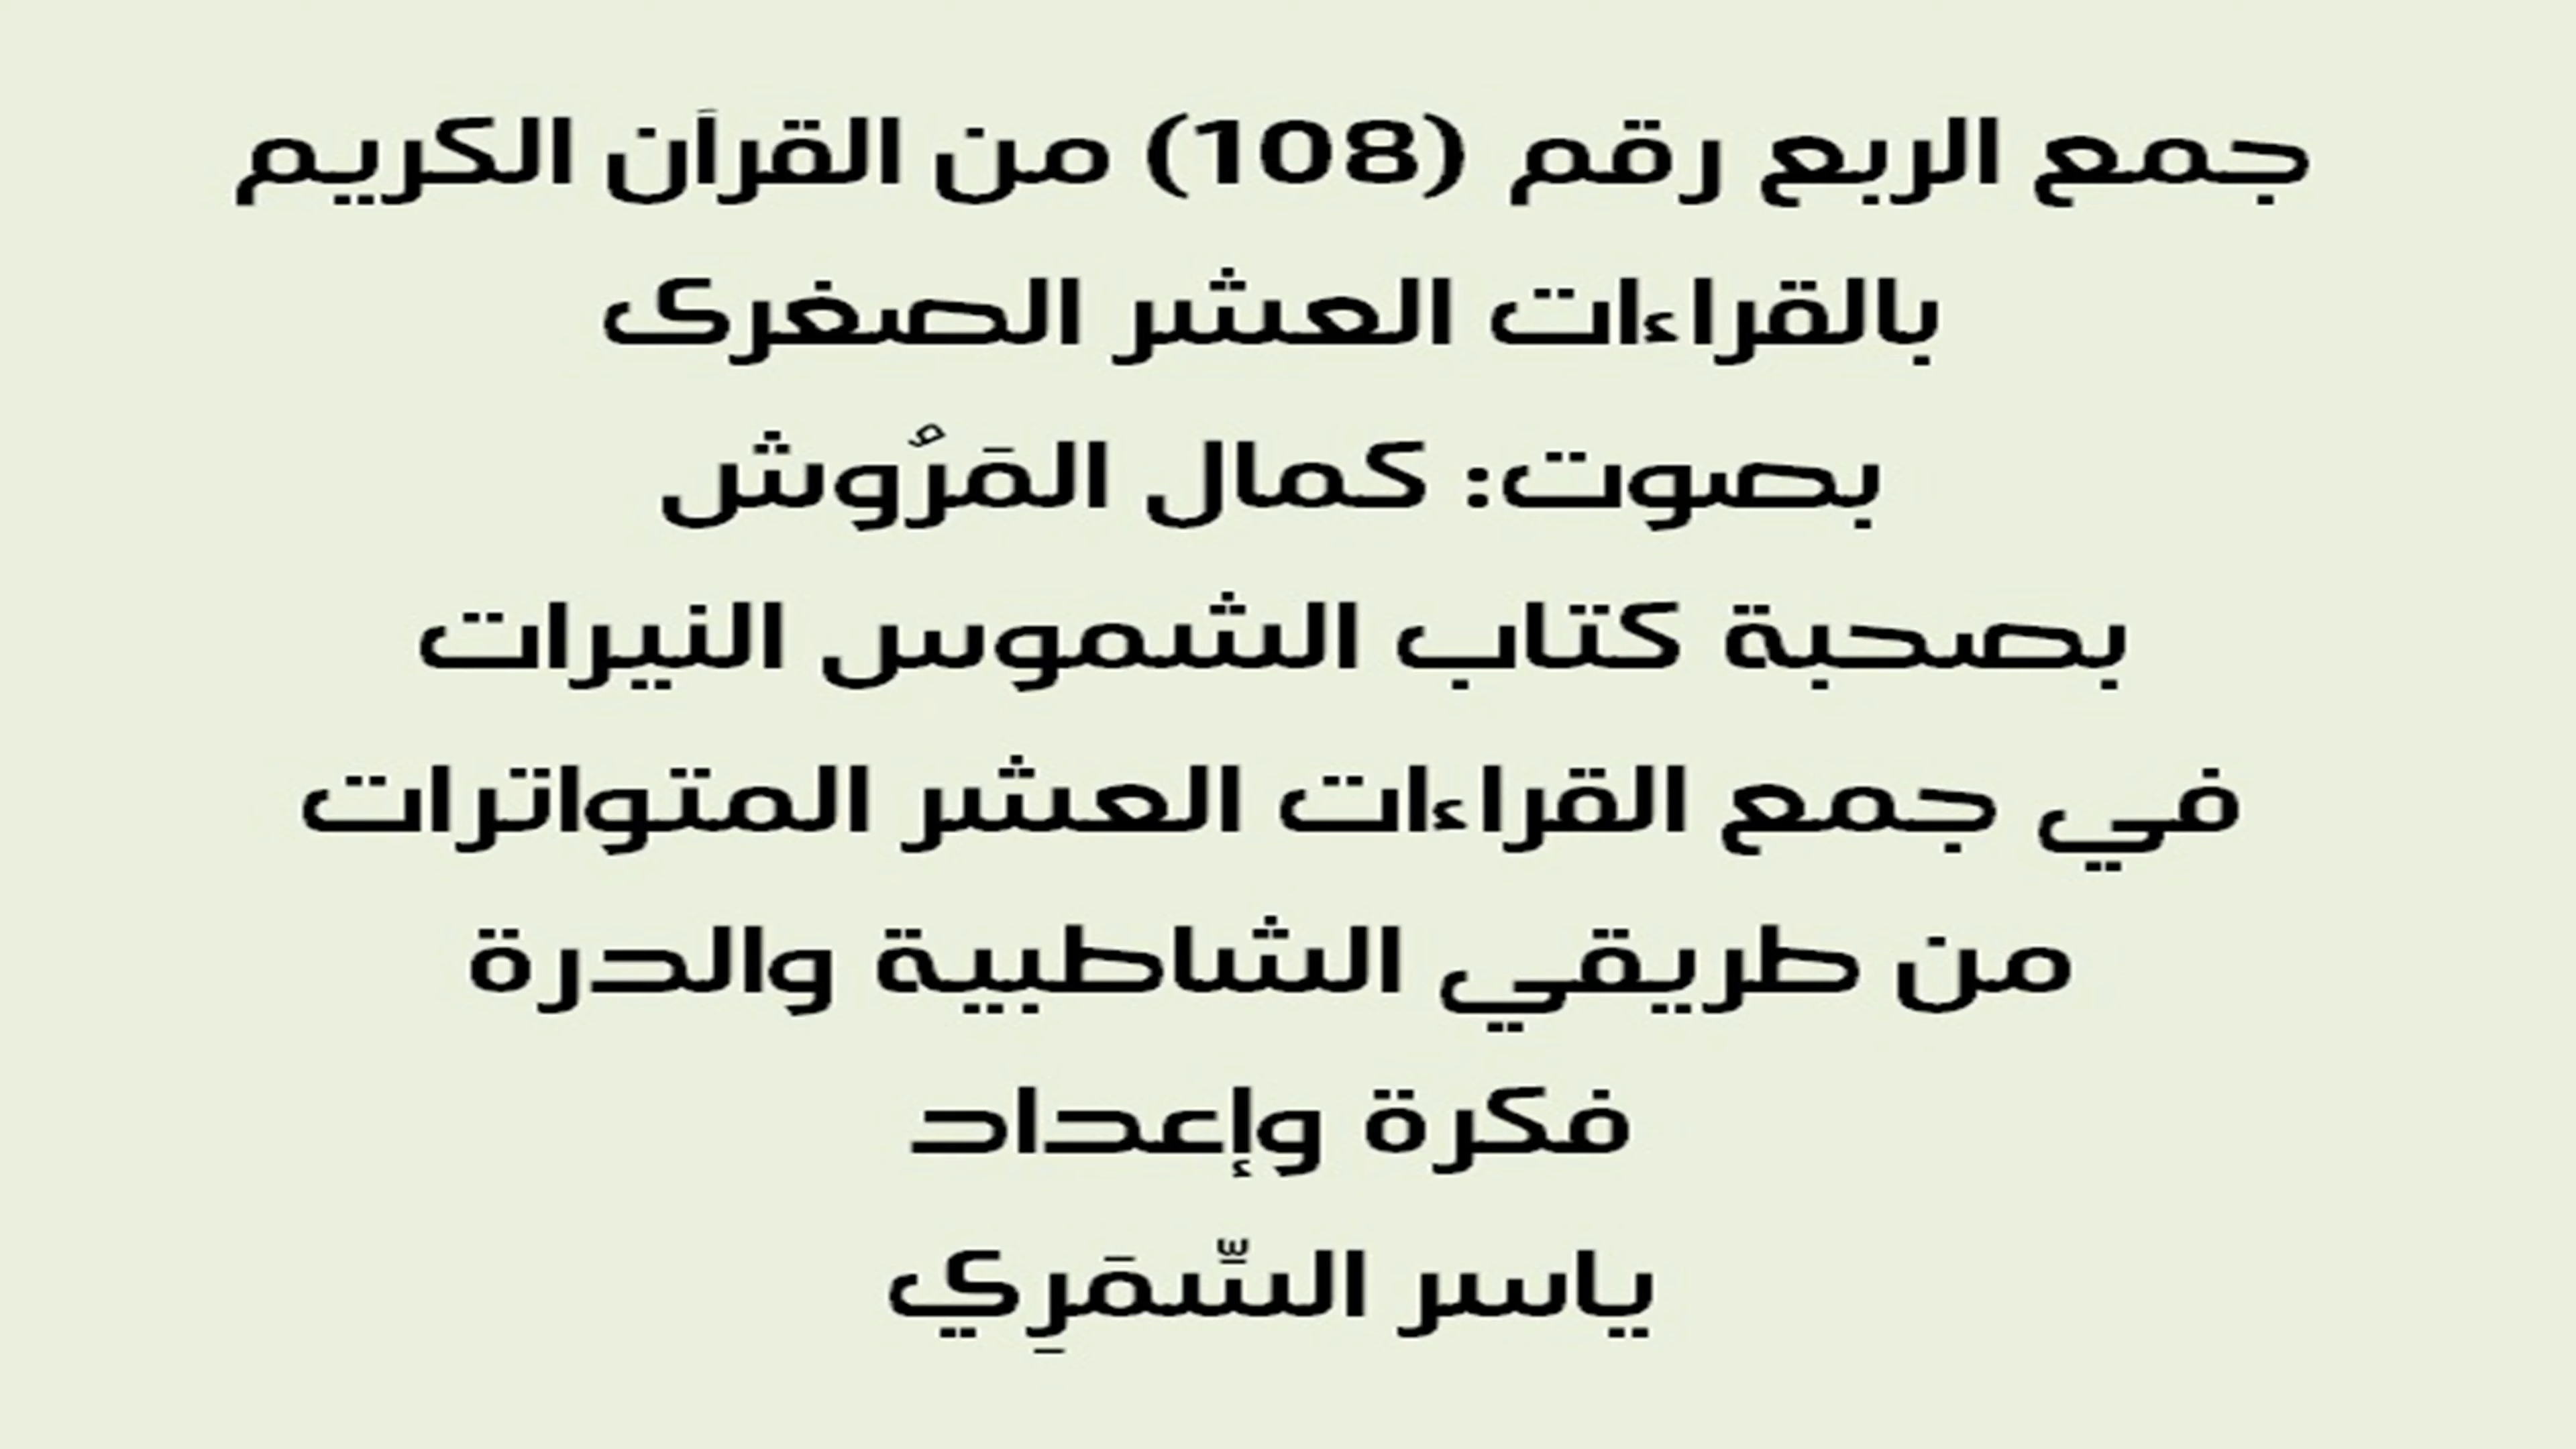 جمع الربع رقم (108) من القرآن الكريم
بالقراءات العشر الصغرى
بصوت: كمال المَرُوش
بصحبة كتاب الشموس النيرات
في جمع القراءات العشر المتواترات
من طريقي الشاطبية والدرة
فكرة وإعداد
ياسر السِّمَرِي